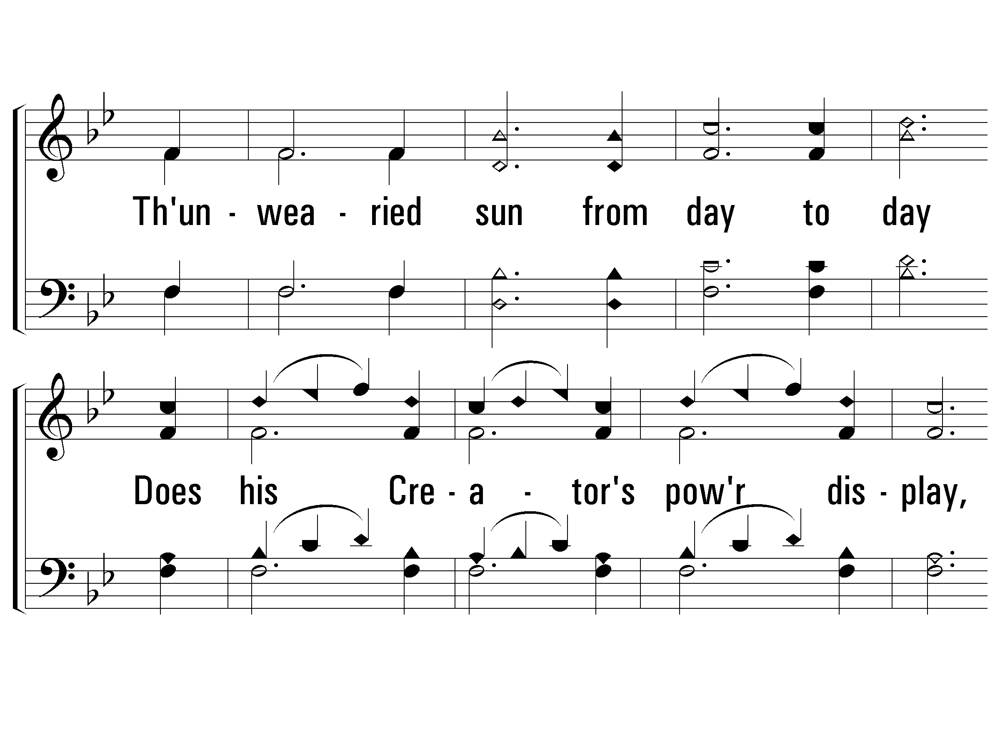 Th'un - wea - ried sun from day to day
Does his Cre - a - tor's pow'r dis - play,